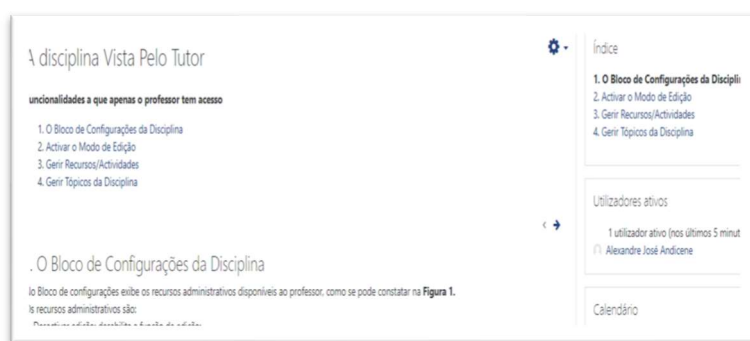 A disciplina Vista Pelo Tutor
uncionalidades a que apenas o professor tem acesso
1. O Bloco de Configurações da Disciplina
2. Activar o Modo de Edição
3. Gerir Recursos/Actividades
4. Gerir Tópicos da Disciplina
. O Bloco de Configurações da Disciplina
lo Bloco de configurações exibe os recursos administrativos disponíveis ao professor, como se pode constatar na Figura 1.
s recursos administrativos são:
Índice
1. O Bloco de Configurações da Discipli
2. Activar o Modo de Edição
3. Gerir Recursos/Actividades
4. Gerir Tópicos da Disciplina
Utilizadores ativos
1 utilizador ativo (nos últimos 5 minut
Alexandre José Andicene
Calendário